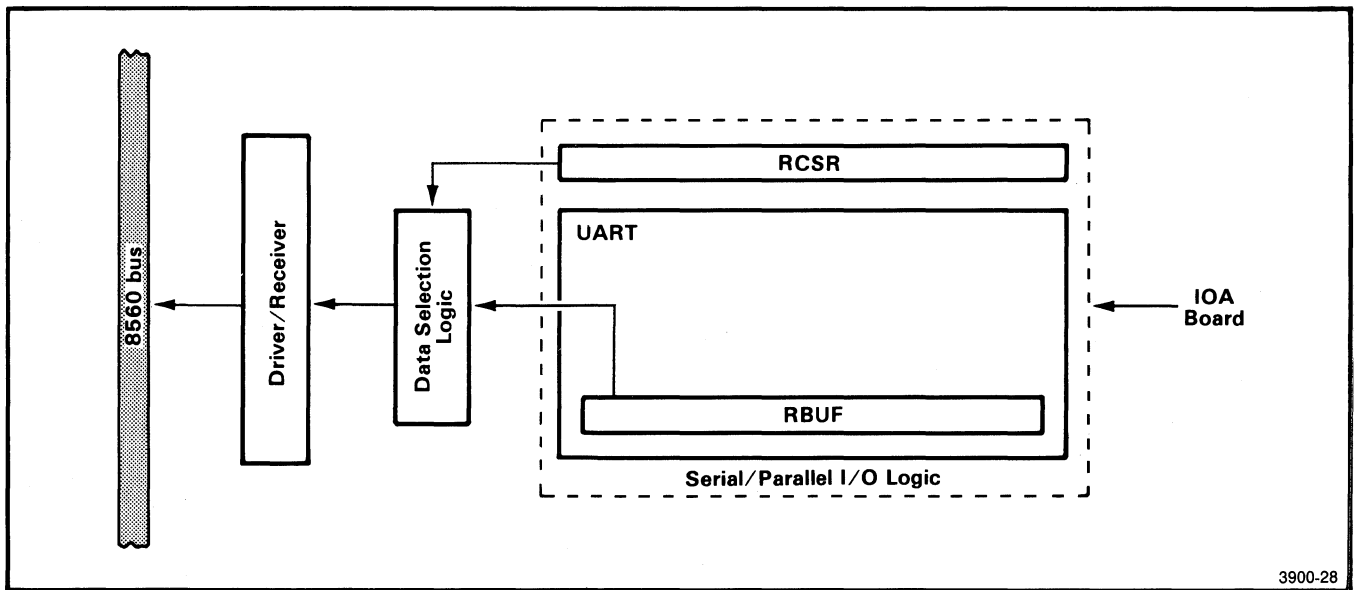 8560 bus
Driver/Receiver
Data Selection
Logic
RCSR
UART
RBUF
Serial/Parallel I/O Logic
IOA
Board
3900-28